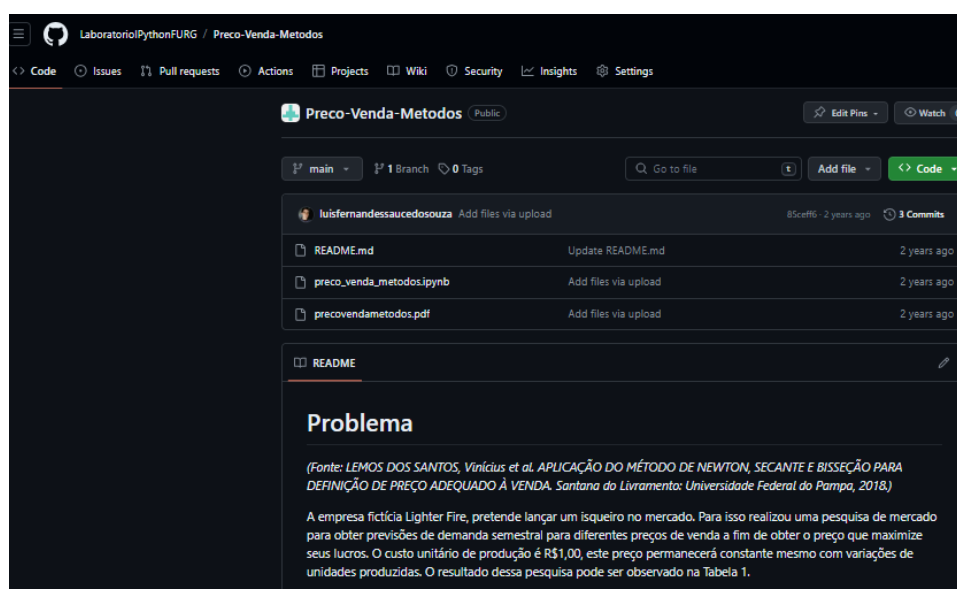 LaboratorioIPythonFURG / Preco-Venda-Metodos
<> Code Issues Pull requests Actions Projects Wiki Security Insights Settings
Preco-Venda-Metodos Public Edit Pins Watch
main 1 Branch 0 Tags Go to file t Add file <> Code
luisfernandessaucedosouza Add files via upload 85ceff6 · 2 years ago 3 Commits
README.md Update README.md 2 years ago
preco_venda_metodos.ipynb Add files via upload 2 years ago
precovendametodos.pdf Add files via upload 2 years ago
README
Problema
(Fonte: LEMOS DOS SANTOS, Vinícius et al. APLICAÇÃO DO MÉTODO DE NEWTON, SECANTE E BISSEÇÃO PARA
DEFINIÇÃO DE PREÇO ADEQUADO À VENDA. Santana do Livramento: Universidade Federal do Pampa, 2018.)
A empresa fictícia Lighter Fire, pretende lançar um isqueiro no mercado. Para isso realizou uma pesquisa de mercado
para obter previsões de demanda semestral para diferentes preços de venda a fim de obter o preço que maximize
seus lucros. O custo unitário de produção é R$1,00, este preço permanecerá constante mesmo com variações de
unidades produzidas. O resultado dessa pesquisa pode ser observado na Tabela 1.